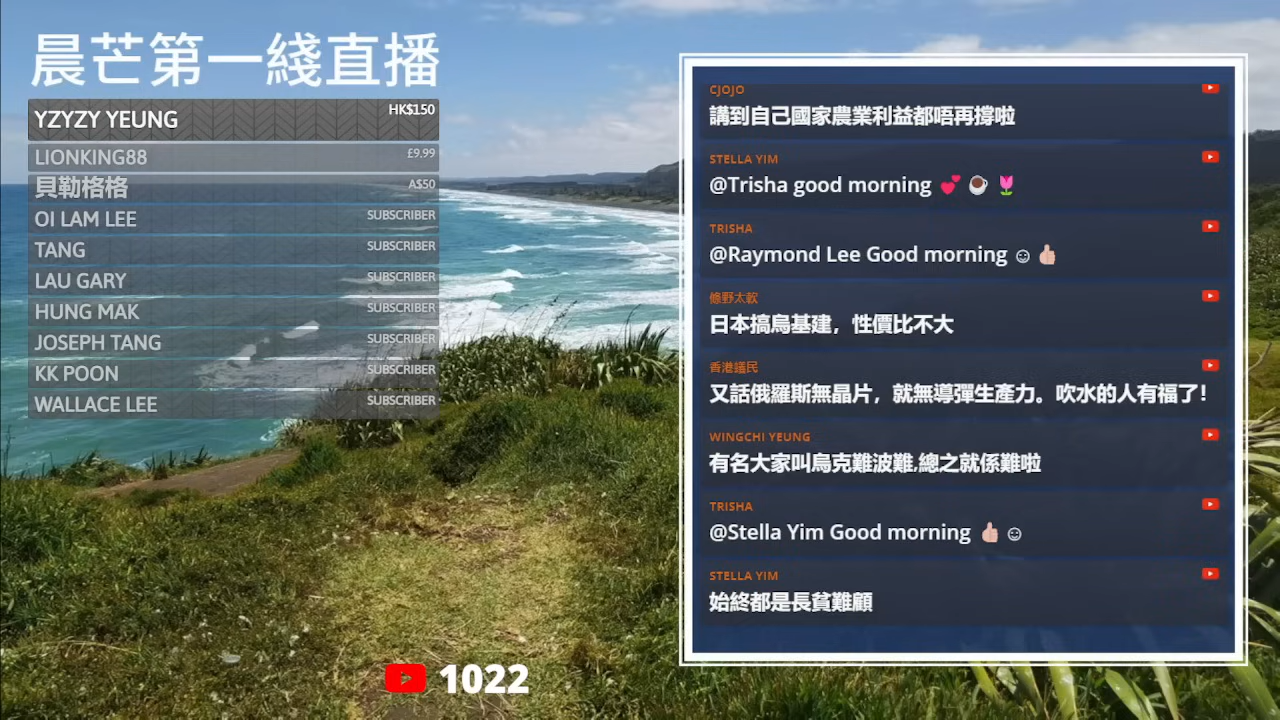 晨芒第一綫直播
YZYZY YEUNG HK$150
LIONKING88 £9.99
貝勒格格 A$50
OI LAM LEE SUBSCRIBER
TANG SUBSCRIBER
LAU GARY SUBSCRIBER
HUNG MAK SUBSCRIBER
JOSEPH TANG SUBSCRIBER
KK POON SUBSCRIBER
WALLACE LEE SUBSCRIBER
CJOJO
講到自己國家農業利益都唔再撐啦
STELLA YIM
@Trisha good morning 💕 ☕ 🌷
TRISHA
@Raymond Lee Good morning ☺ 👍🏻
條野太軟
日本搞烏基建，性價比不大
香港議民
又話俄羅斯無晶片，就無導彈生產力。吹水的人有福了！
WINGCHI YEUNG
有名大家叫烏克難波難,總之就係難啦
TRISHA
@Stella Yim Good morning 👍🏻 ☺
STELLA YIM
始終都是長貧難顧
1022